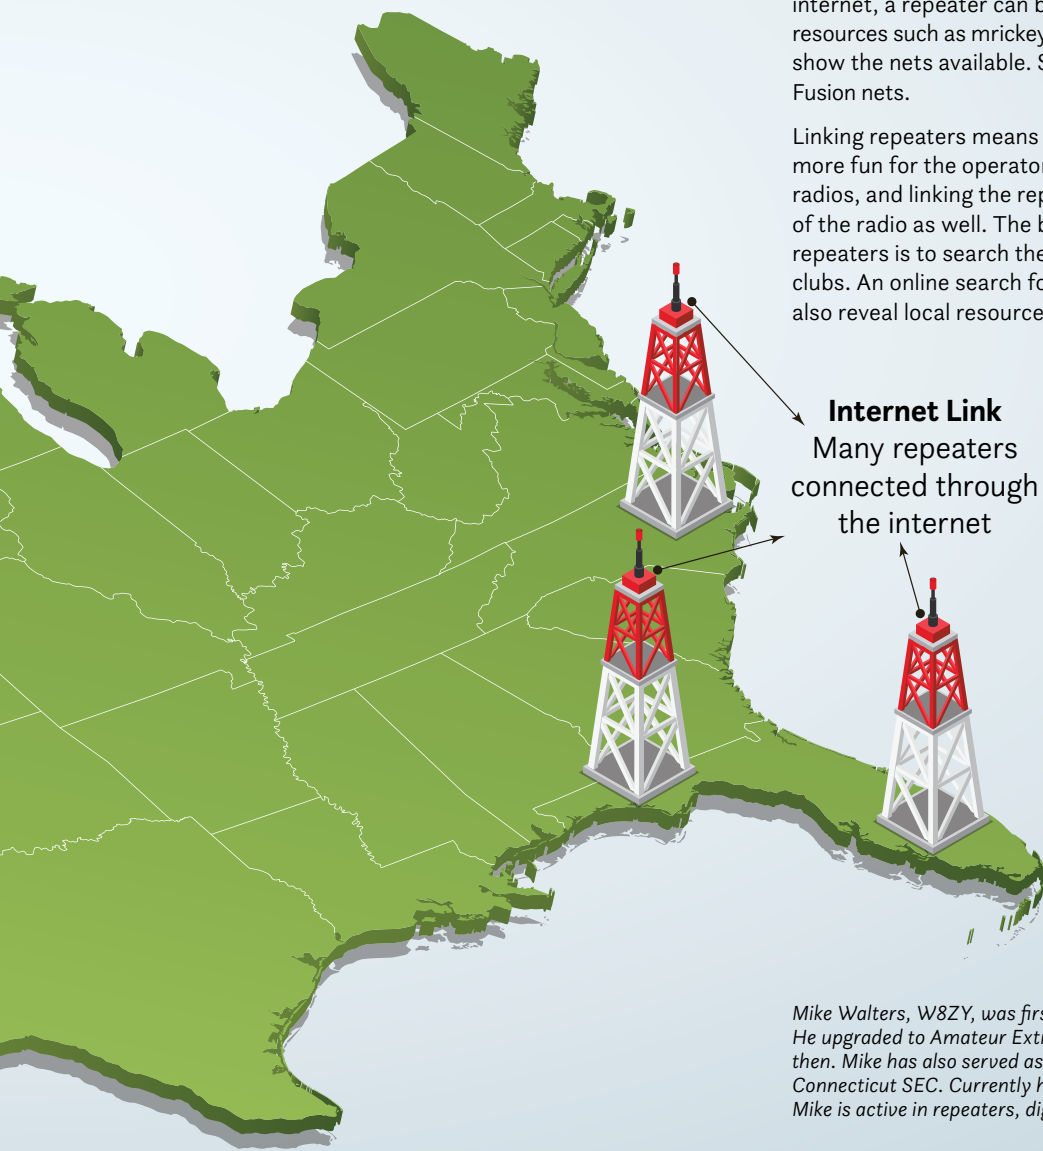 internet, a repeater can b
resources such as mrickey
show the nets available. S
Fusion nets.
Linking repeaters means
more fun for the operator
radios, and linking the rep
of the radio as well. The b
repeaters is to search the
clubs. An online search fo
also reveal local resource
Internet Link
Many repeaters
connected through
the internet
Mike Walters, W8ZY, was firs
He upgraded to Amateur Extr
then. Mike has also served as
Connecticut SEC. Currently h
Mike is active in repeaters, dig